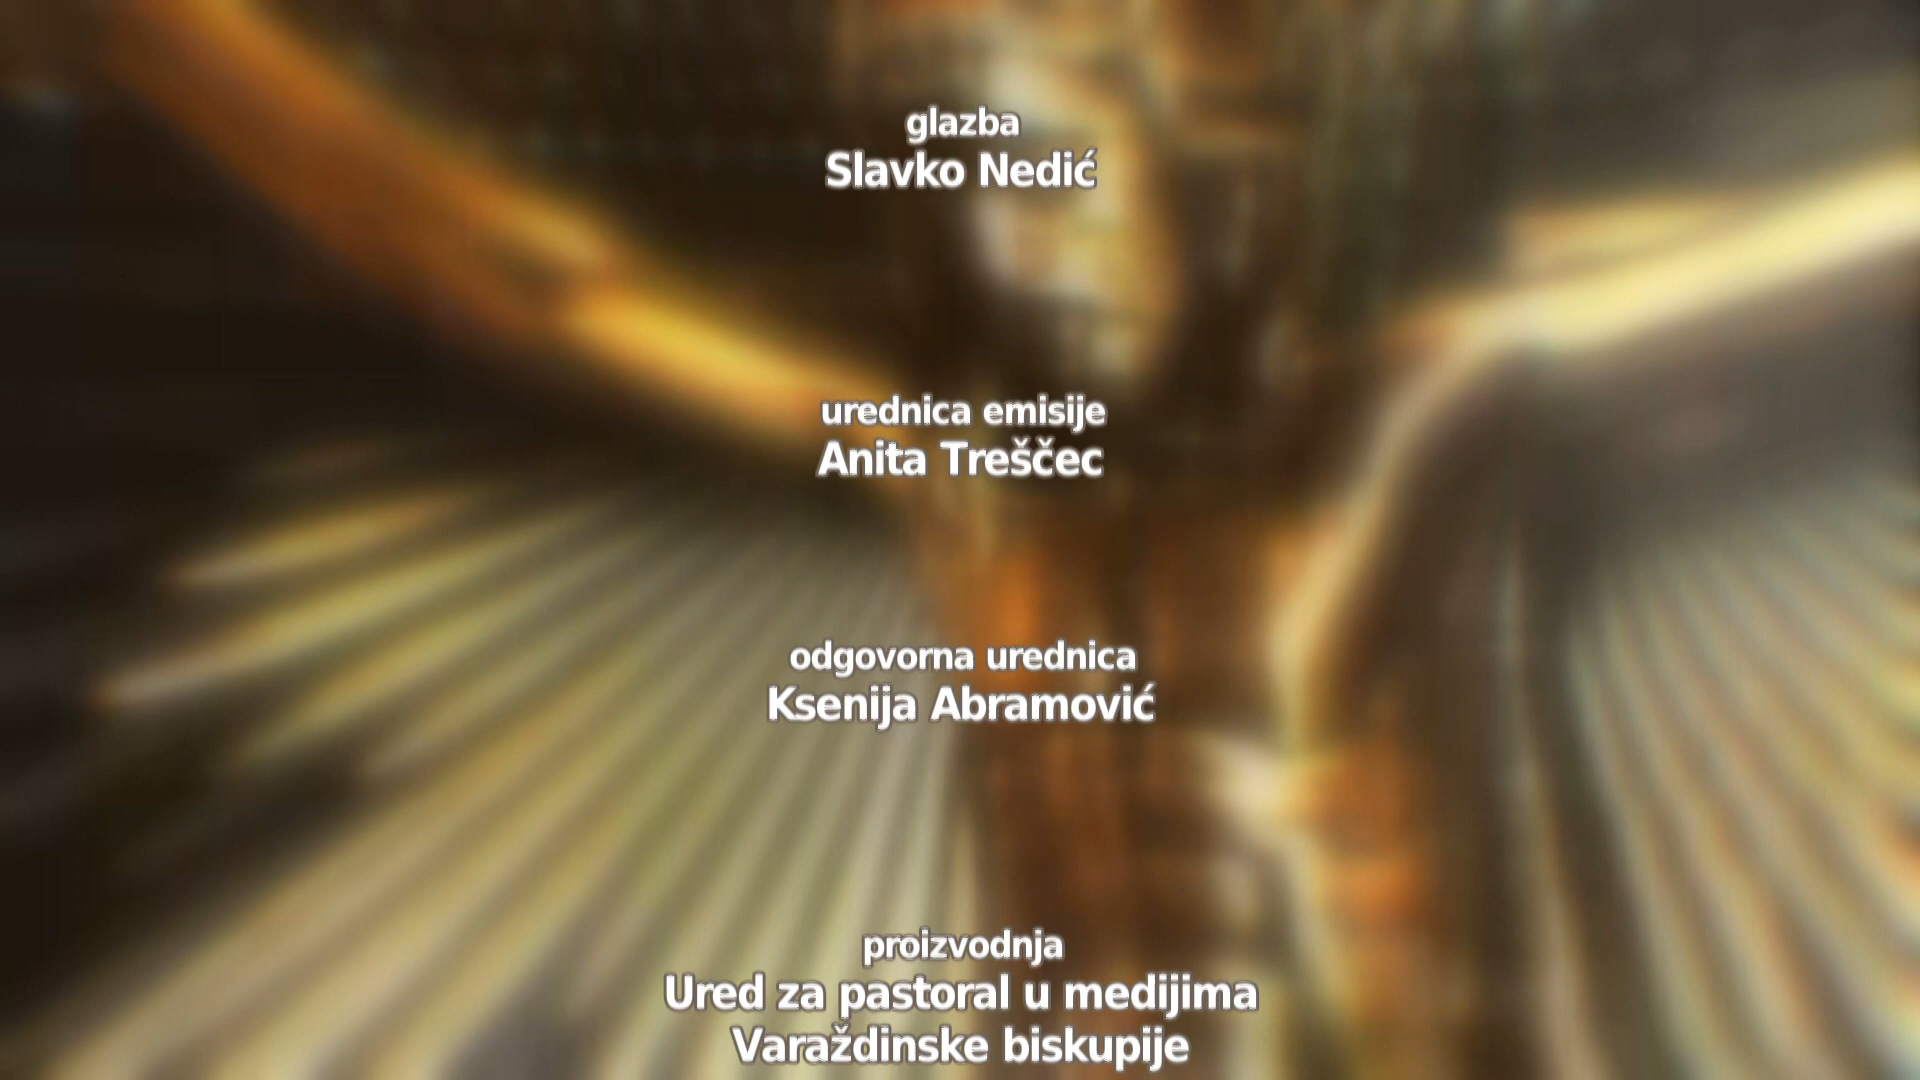 glazba
Slavko Nedić
urednica emisije
Anita Treščec
odgovorna urednica
Ksenija Abramović
proizvodnja
Ured za pastoral u medijima
Varaždinske biskupije